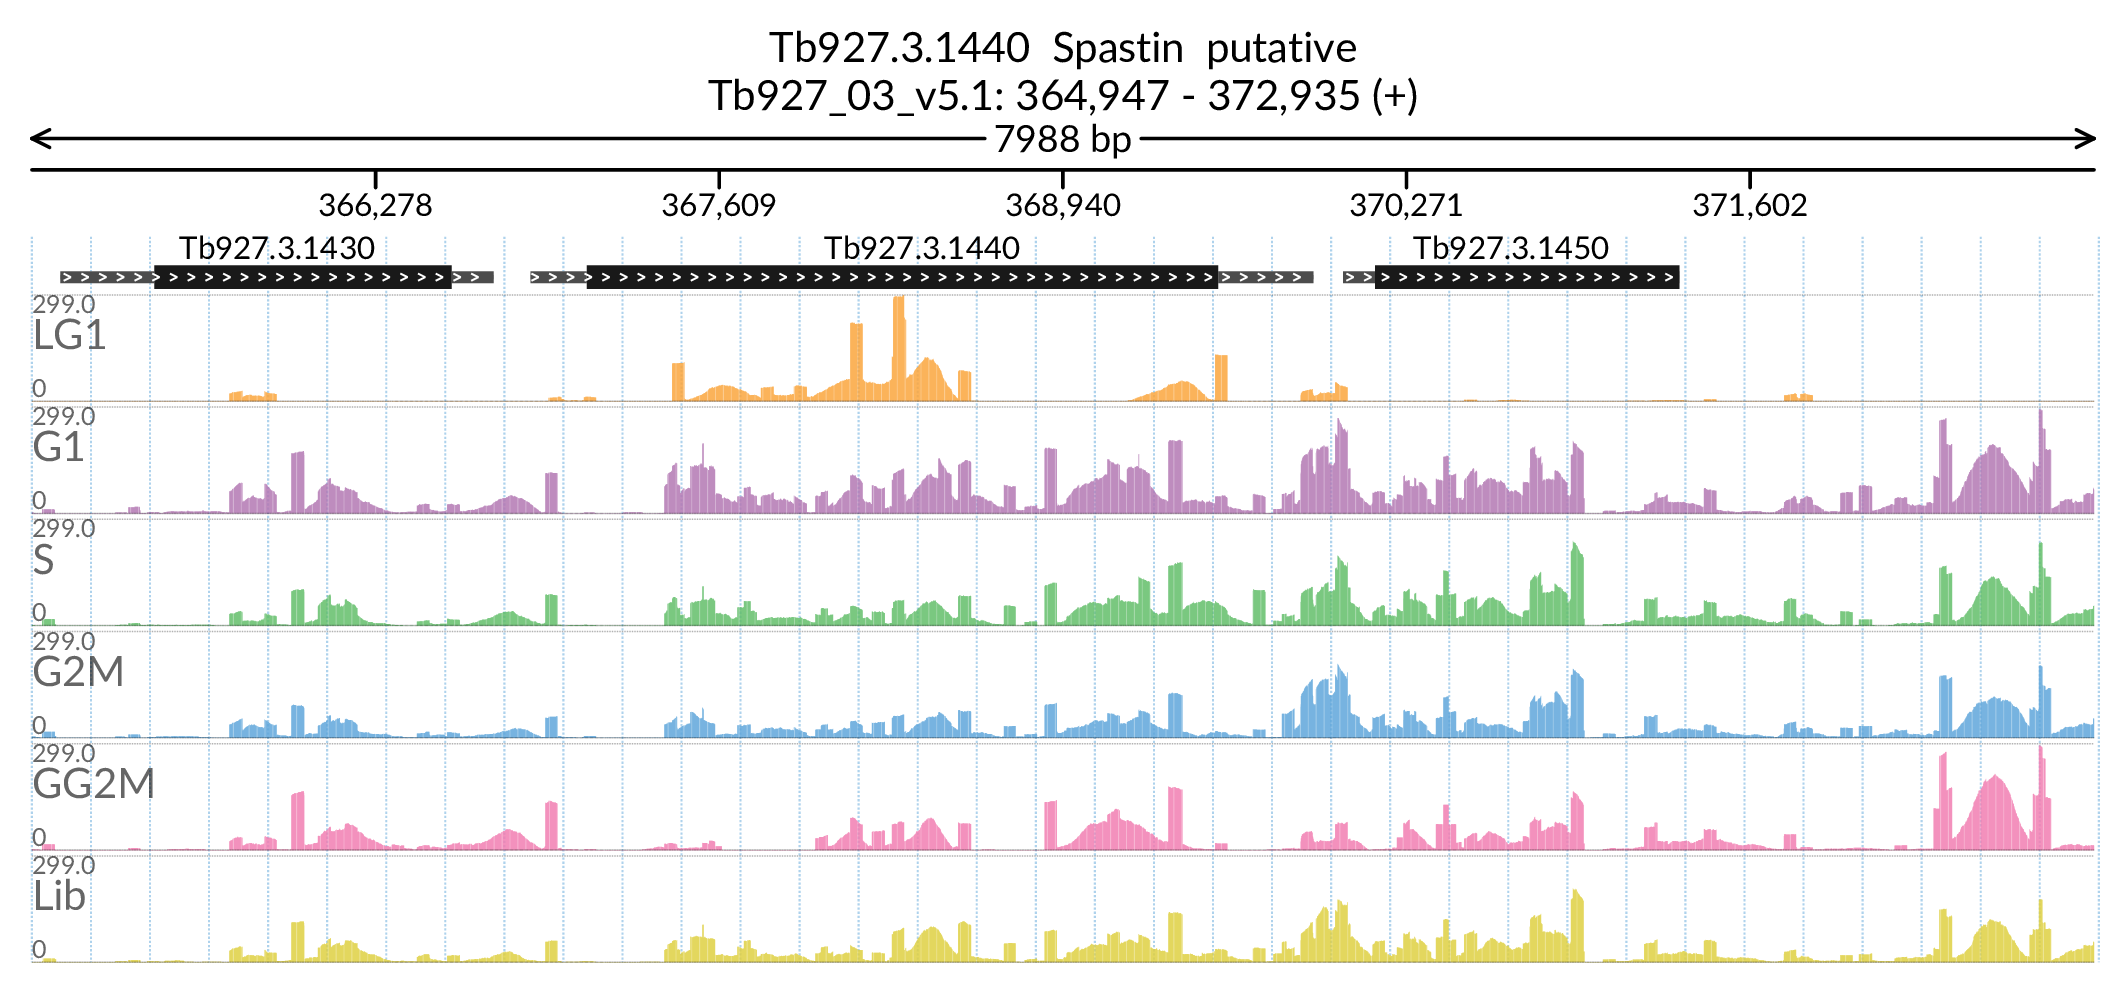 Tb927.3.1440 Spastin putative
Tb927_03_v5.1: 364,947 - 372,935 (+)
7988 bp
366,278 367,609 368,940 370,271 371,602
Tb927.3.1430 Tb927.3.1440 Tb927.3.1450
299.0
LG1
0
299.0
G1
0
299.0
S
0
299.0
G2M
0
299.0
GG2M
0
299.0
Lib
0